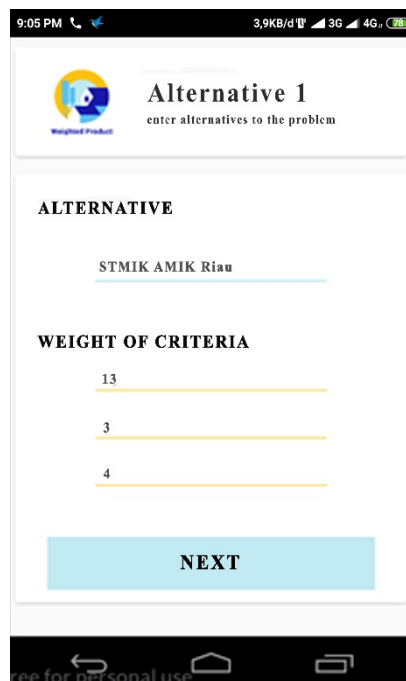 9:05 PM 3,9KB/d 3G 4G 78
Weighted Product
Alternative 1
enter alternatives to the problem
ALTERNATIVE
STMIK AMIK Riau
WEIGHT OF CRITERIA
13
3
4
NEXT
ree for personal use